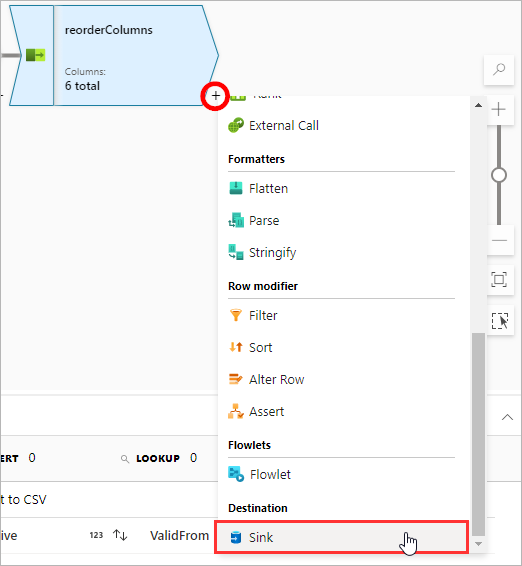 reorderColumns
Columns:
6 total
+
Rank
External Call
Formatters
Flatten
Parse
Stringify
Row modifier
Filter
Sort
Alter Row
Assert
Flowlets
Flowlet
ERT 0 LOOKUP 0
Destination
t to CSV
Sink
ive 123 ValidFrom